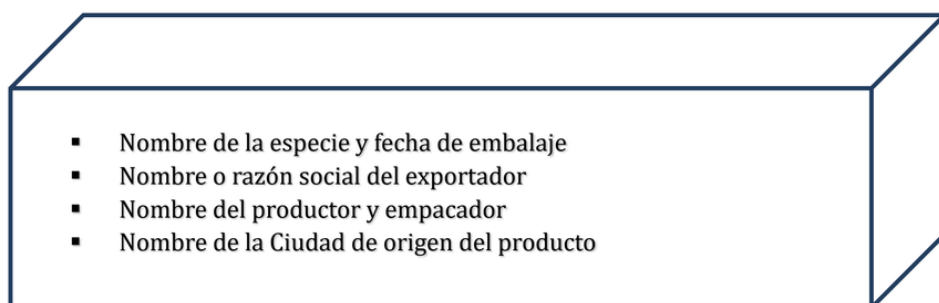 ▪ Nombre de la especie y fecha de embalaje
▪ Nombre o razón social del exportador
▪ Nombre del productor y empacador
▪ Nombre de la Ciudad de origen del producto